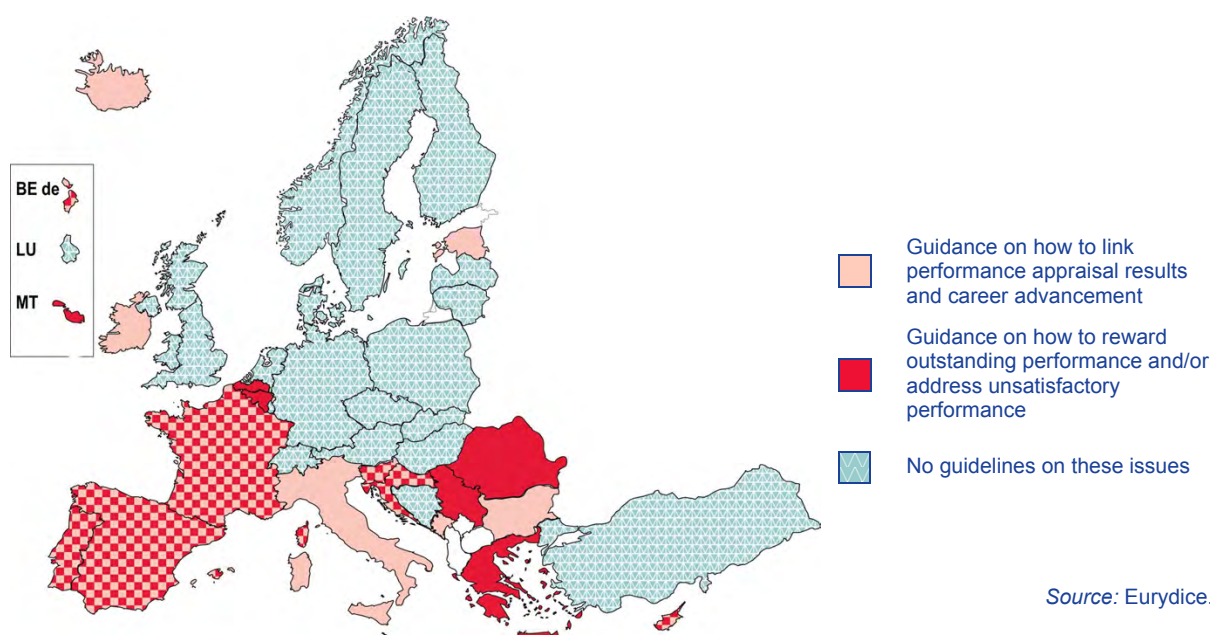 BE de
LU
MT
Guidance on how to link
performance appraisal results
and career advancement
Guidance on how to reward
outstanding performance and/or
address unsatisfactory
performance
No guidelines on these issues
Source: Eurydice.